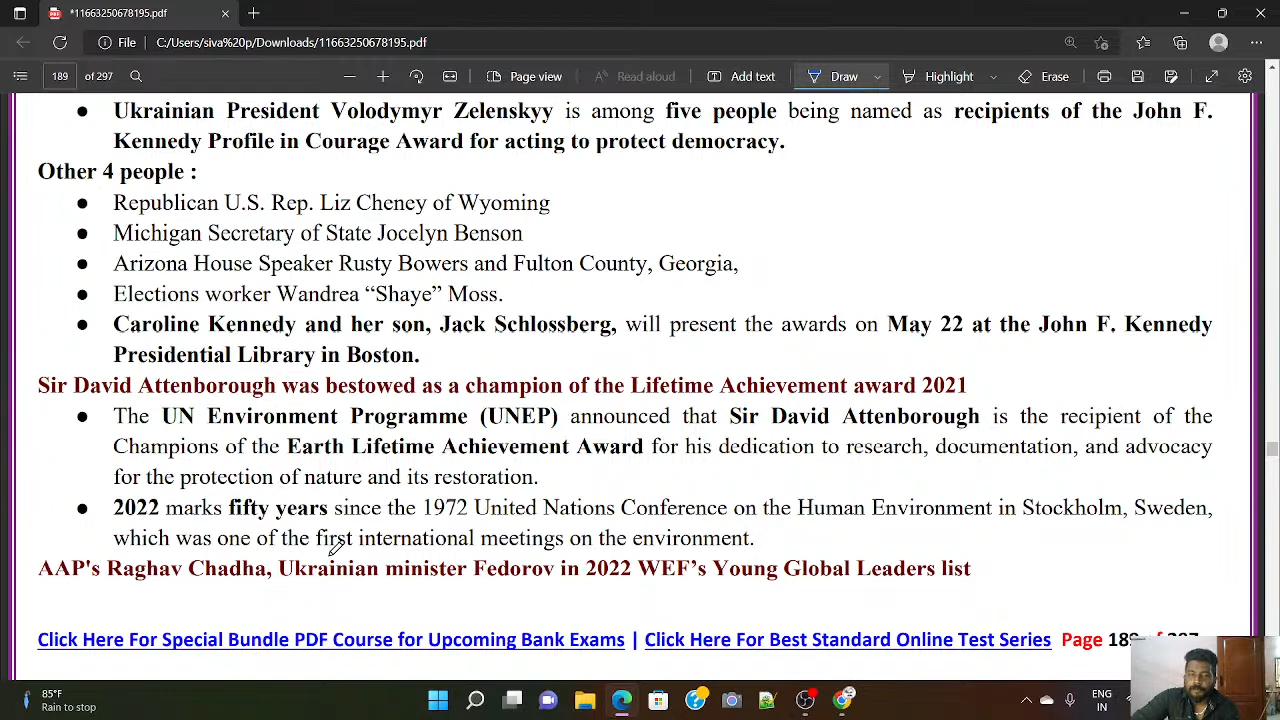 *11663250678195.pdf
File C:/Users/siva%20p/Downloads/11663250678195.pdf
189 of 297 Page view Read aloud Add text Draw Highlight Erase
● Ukrainian President Volodymyr Zelenskyy is among five people being named as recipients of the John F.
Kennedy Profile in Courage Award for acting to protect democracy.
Other 4 people :
● Republican U.S. Rep. Liz Cheney of Wyoming
● Michigan Secretary of State Jocelyn Benson
● Arizona House Speaker Rusty Bowers and Fulton County, Georgia,
● Elections worker Wandrea “Shaye” Moss.
● Caroline Kennedy and her son, Jack Schlossberg, will present the awards on May 22 at the John F. Kennedy
Presidential Library in Boston.
Sir David Attenborough was bestowed as a champion of the Lifetime Achievement award 2021
● The UN Environment Programme (UNEP) announced that Sir David Attenborough is the recipient of the
Champions of the Earth Lifetime Achievement Award for his dedication to research, documentation, and advocacy
for the protection of nature and its restoration.
● 2022 marks fifty years since the 1972 United Nations Conference on the Human Environment in Stockholm, Sweden,
which was one of the first international meetings on the environment.
AAP's Raghav Chadha, Ukrainian minister Fedorov in 2022 WEF’s Young Global Leaders list
Click Here For Special Bundle PDF Course for Upcoming Bank Exams | Click Here For Best Standard Online Test Series Page
85°F
Rain to stop
ENG
IN